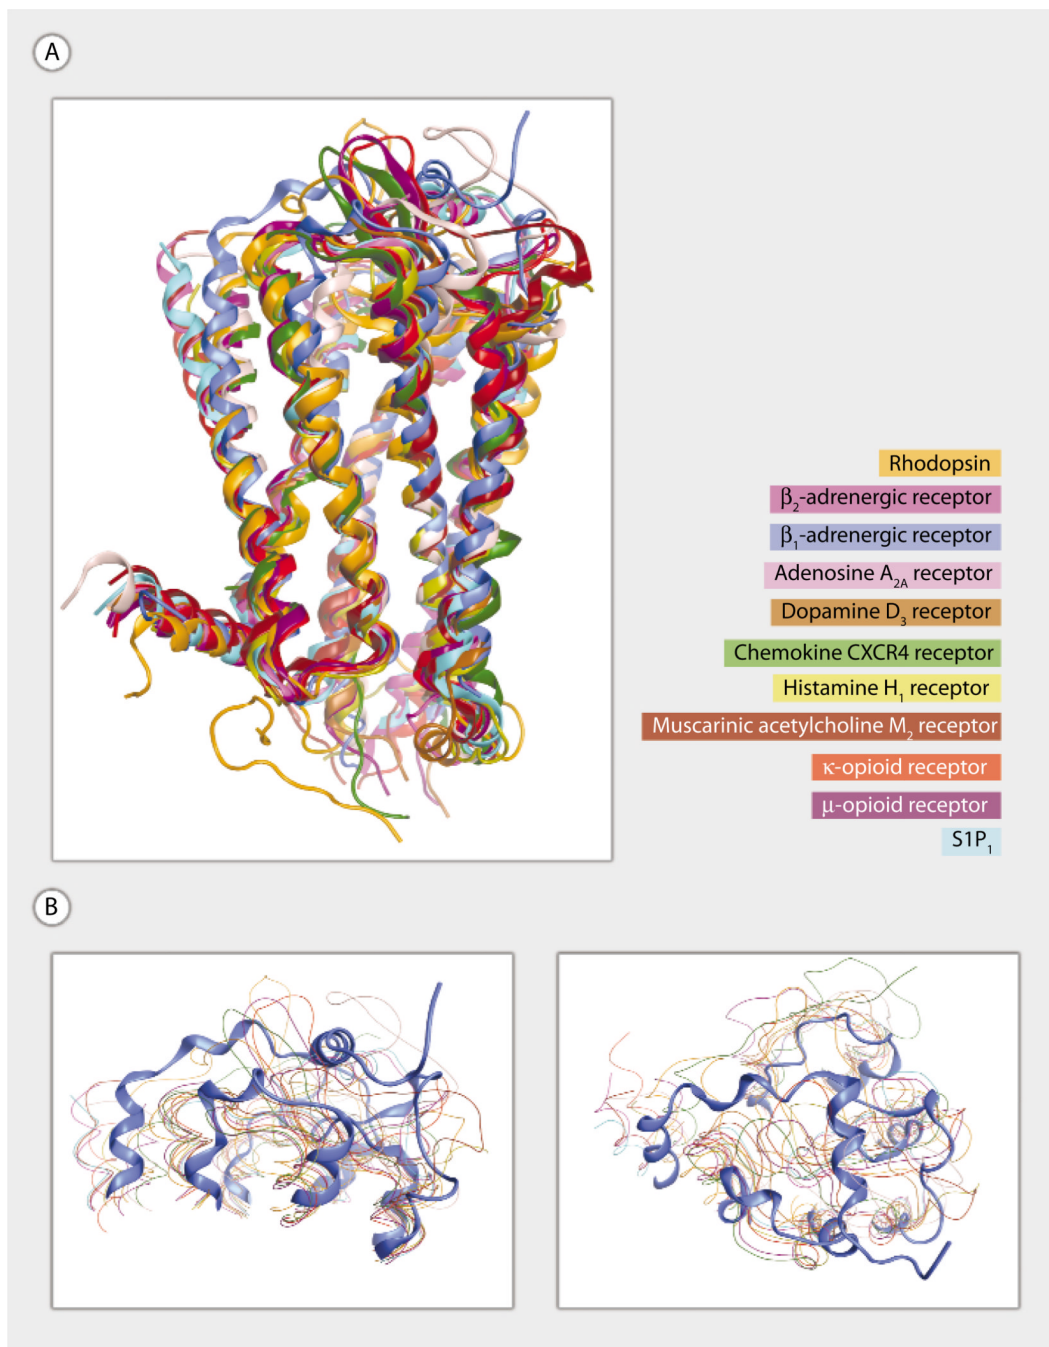 A
Rhodopsin
β₂-adrenergic receptor
β₁-adrenergic receptor
Adenosine A₂A receptor
Dopamine D₃ receptor
Chemokine CXCR4 receptor
Histamine H₁ receptor
Muscarinic acetylcholine M₂ receptor
κ-opioid receptor
μ-opioid receptor
S1P₁
B